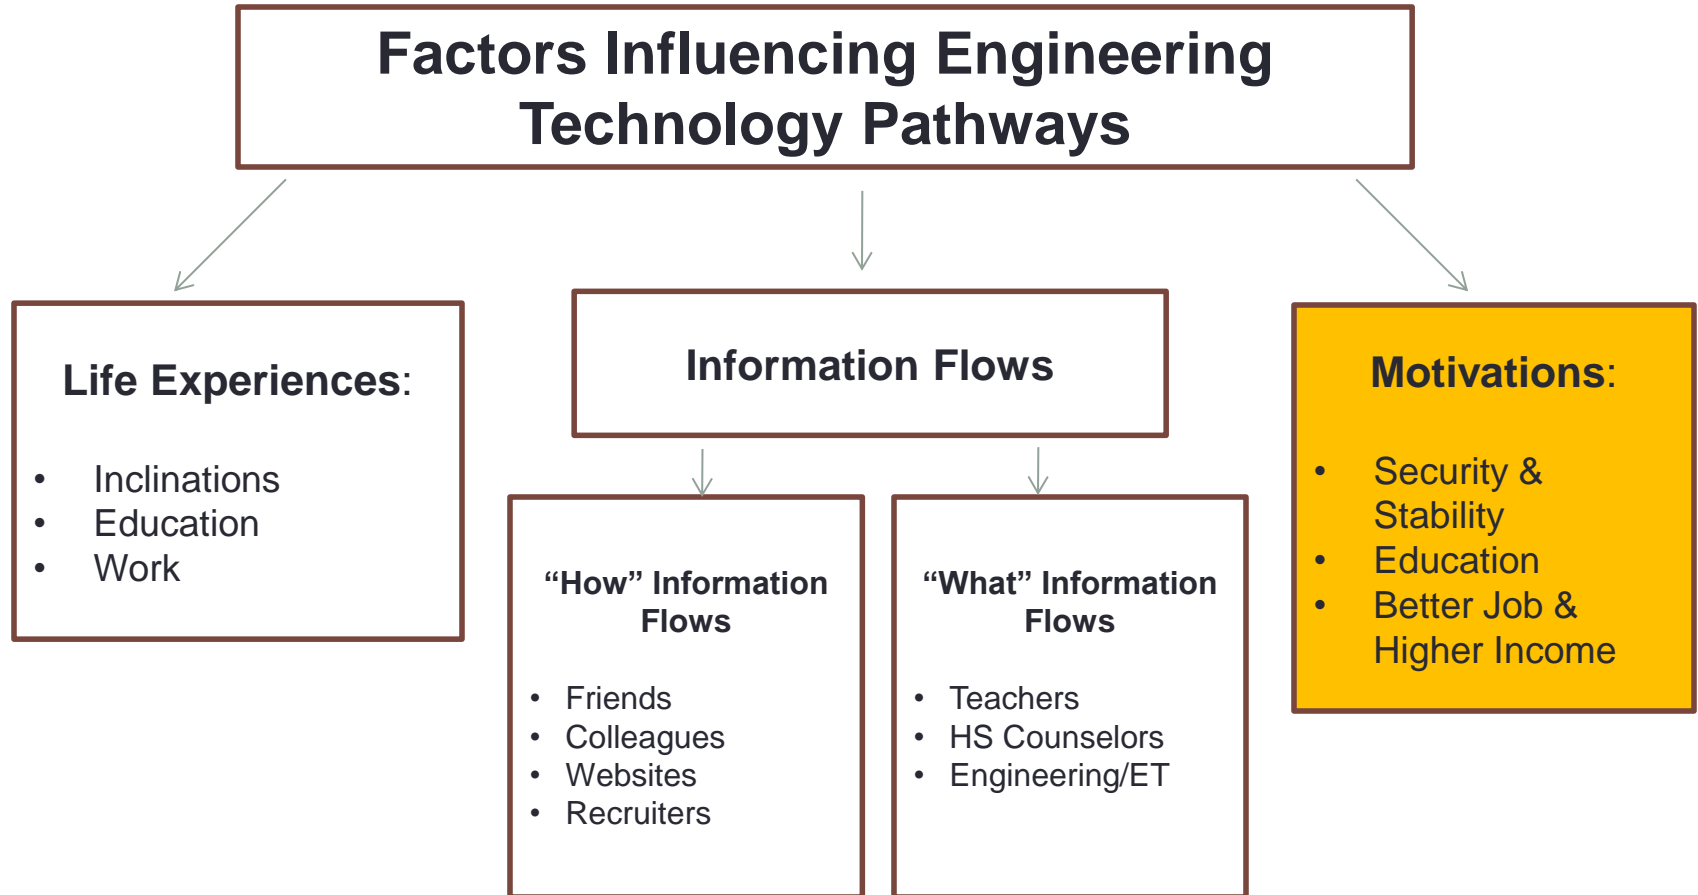 Factors Influencing Engineering
Technology Pathways
Life Experiences:
• Inclinations
• Education
• Work
Information Flows
“How” Information
Flows
• Friends
• Colleagues
• Websites
• Recruiters
“What” Information
Flows
• Teachers
• HS Counselors
• Engineering/ET
Motivations:
• Security &
Stability
• Education
• Better Job &
Higher Income